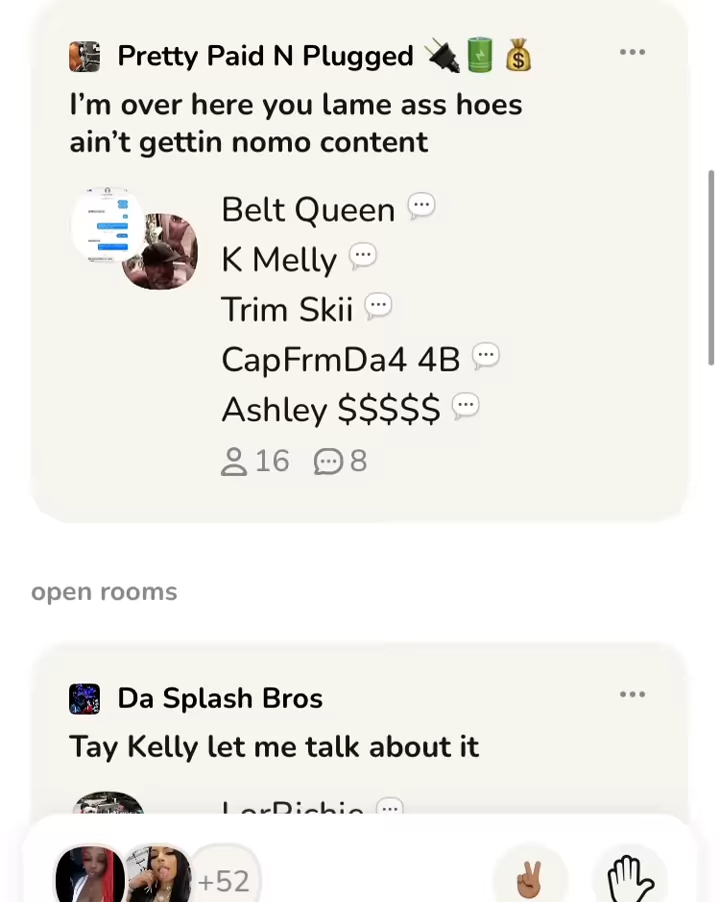 Pretty Paid N Plugged 🔌🔋💰
I'm over here you lame ass hoes
ain't gettin nomo content
Belt Queen 💬
K Melly 💬
Trim Skii 💬
CapFrmDa4 4B 💬
Ashley $$$$$ 💬
16 8
open rooms
Da Splash Bros
Tay Kelly let me talk about it
+52